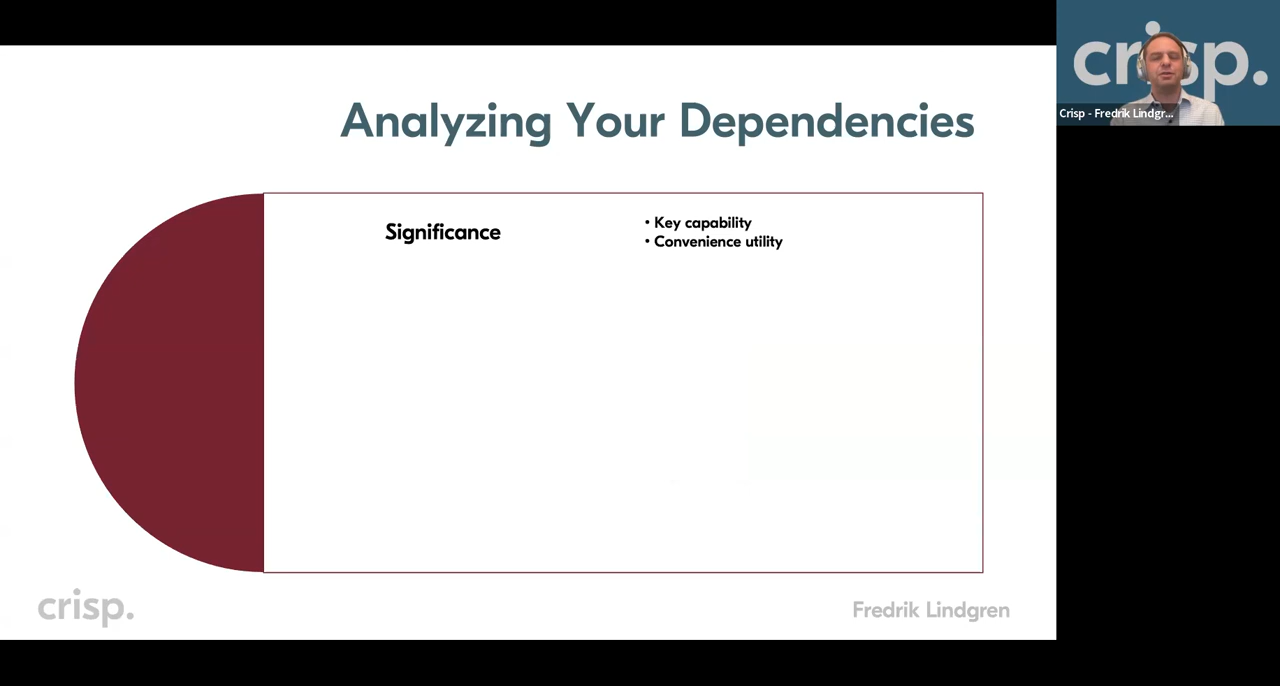 Analyzing Your Dependencies
Significance
• Key capability
• Convenience utility
crisp.
Fredrik Lindgren
crisp.
Crisp - Fredrik Lindgr...